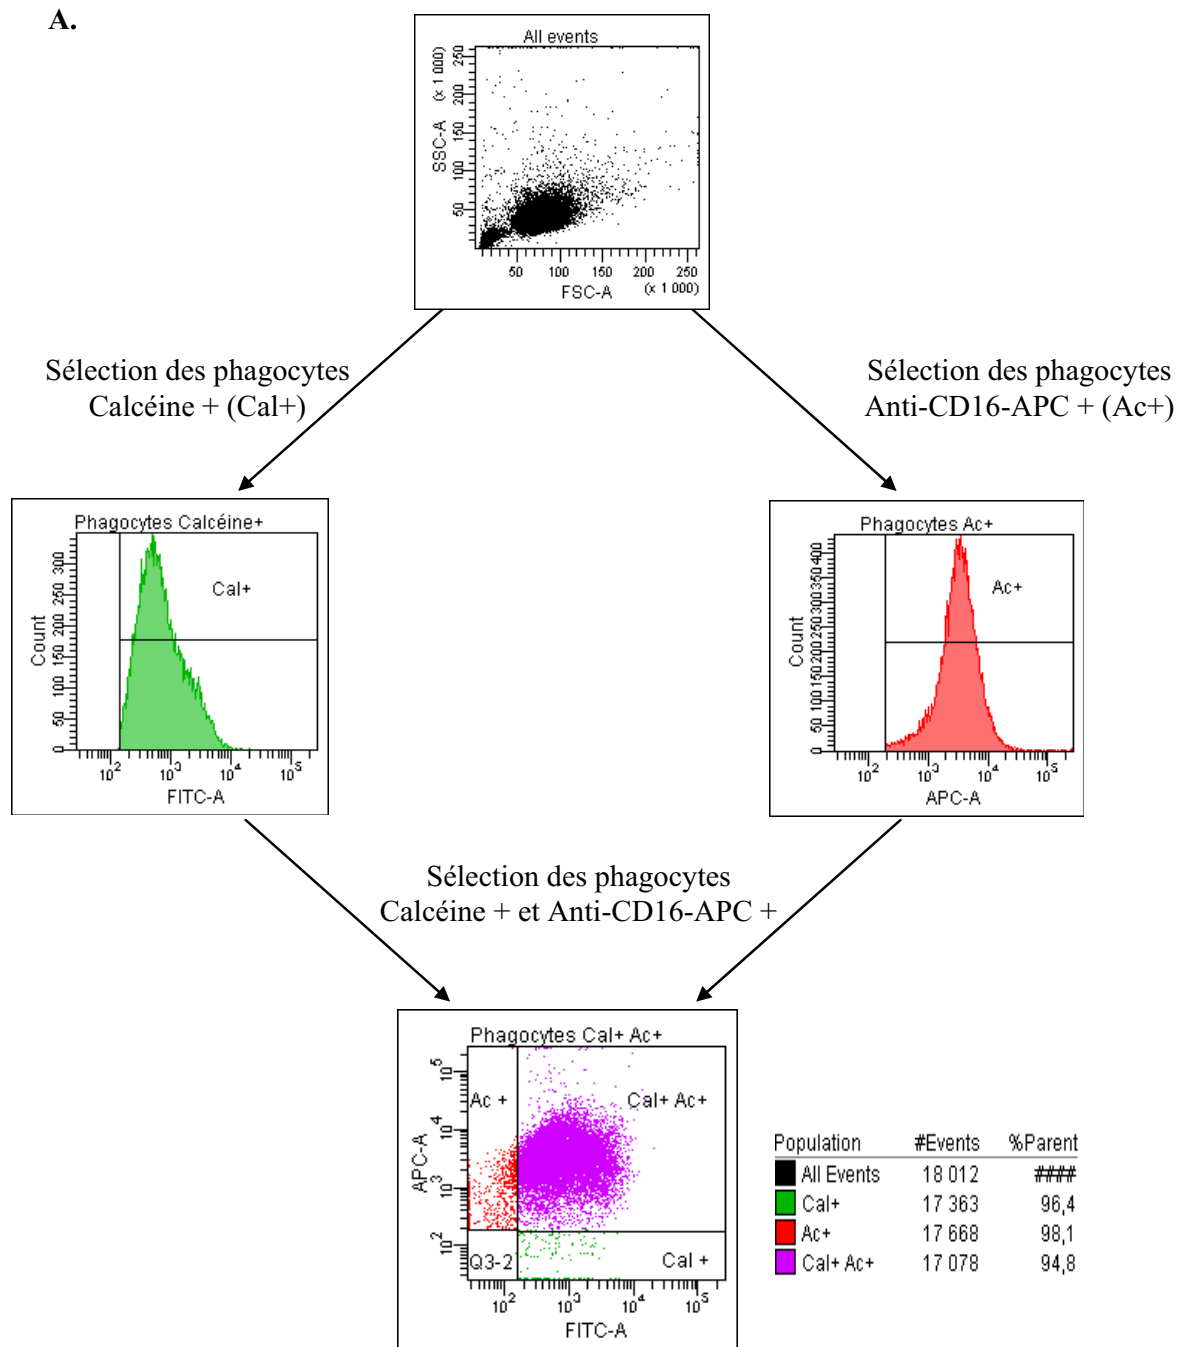 A.
All events
(x 1 000)
SSC-A
250
200
150
100
50
50 100 150 200 250
FSC-A (x 1 000)
Sélection des phagocytes
Calcéine + (Cal+)
Sélection des phagocytes
Anti-CD16-APC + (Ac+)
Phagocytes Calcéine+
Cal+
Count
300
250
200
150
100
50
0
10² 10³ 10⁴ 10⁵
FITC-A
Phagocytes Ac+
Ac+
Count
400
350
300
250
200
150
100
50
0
10² 10³ 10⁴ 10⁵
APC-A
Sélection des phagocytes
Calcéine + et Anti-CD16-APC +
Phagocytes Cal+ Ac+
Ac + Cal+ Ac+
APC-A
10⁵
10⁴
10³
10²
Q3-2 Cal +
10² 10³ 10⁴ 10⁵
FITC-A
Population #Events %Parent
All Events 18 012 ####
Cal+ 17 363 96,4
Ac+ 17 668 98,1
Cal+ Ac+ 17 078 94,8